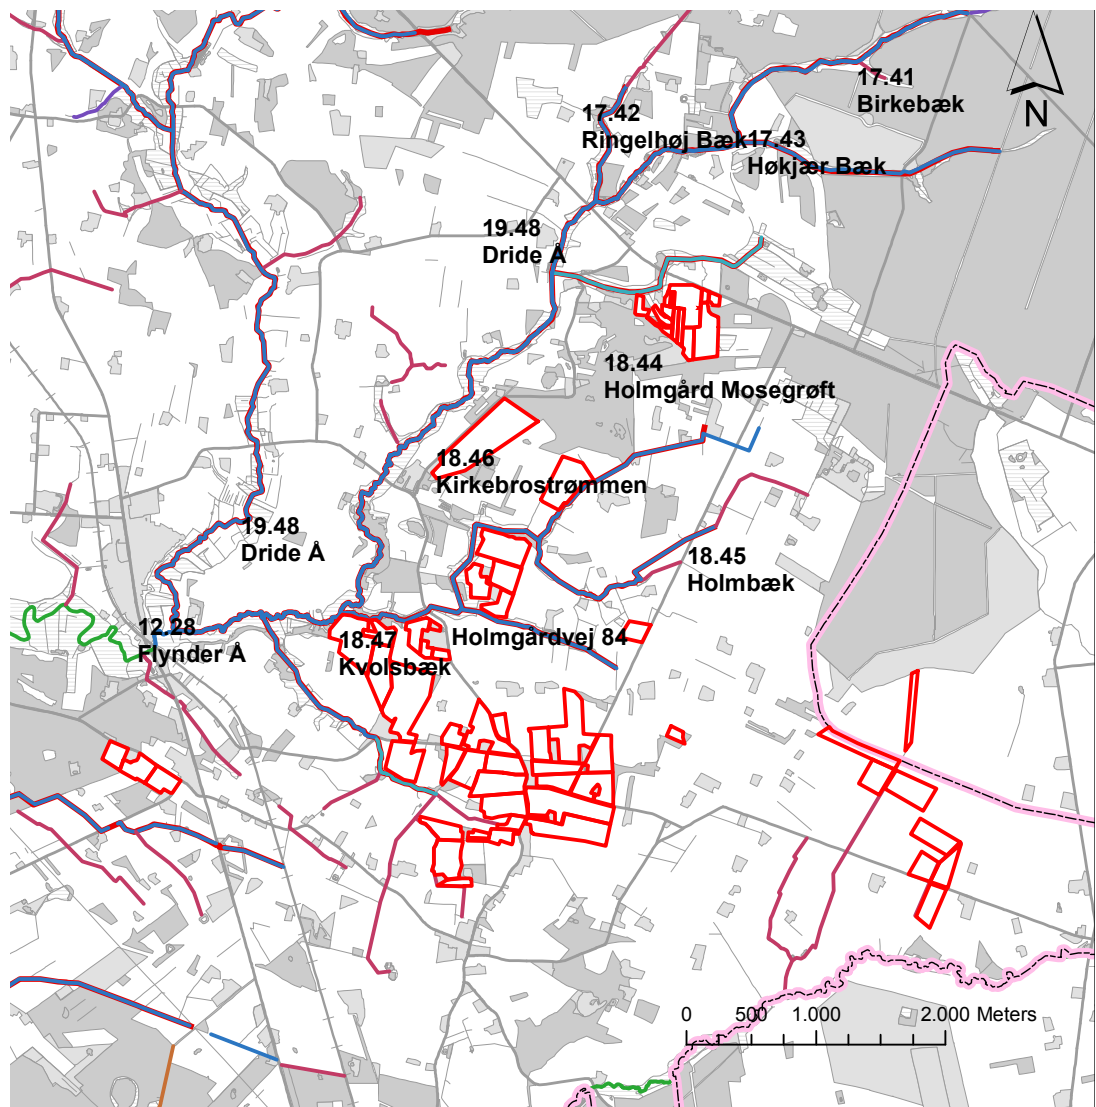 17.41
Birkebæk
N
17.42
Ringelhøj Bæk
17.43
Høkjær Bæk
19.48
Dride Å
18.44
Holmgård Mosegrøft
18.46
Kirkebrostrømmen
19.48
Dride Å
18.45
Holmbæk
12.28
Flynder Å
18.47
Kvolsbæk
Holmgårdvej 84
0 500 1.000 2.000 Meters